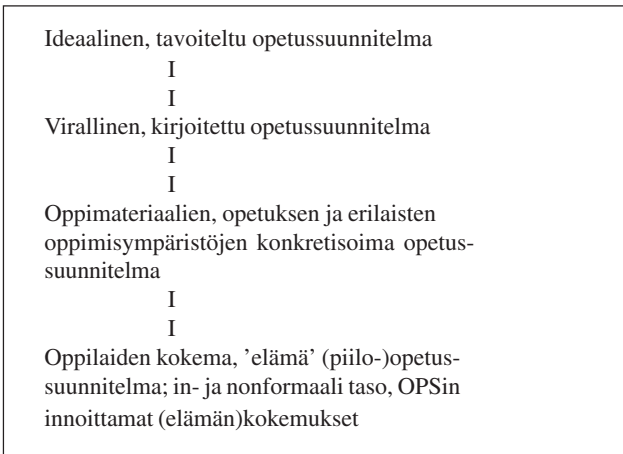 Ideaalinen, tavoiteltu opetussuunnitelma
I
I
Virallinen, kirjoitettu opetussuunnitelma
I
I
Oppimateriaalien, opetuksen ja erilaisten
oppimisympäristöjen konkretisoima opetus-
suunnitelma
I
I
Oppilaiden kokema, ’elämä’ (piilo-)opetus-
suunnitelma; in- ja nonformaali taso, OPSin
innoittamat (elämän)kokemukset